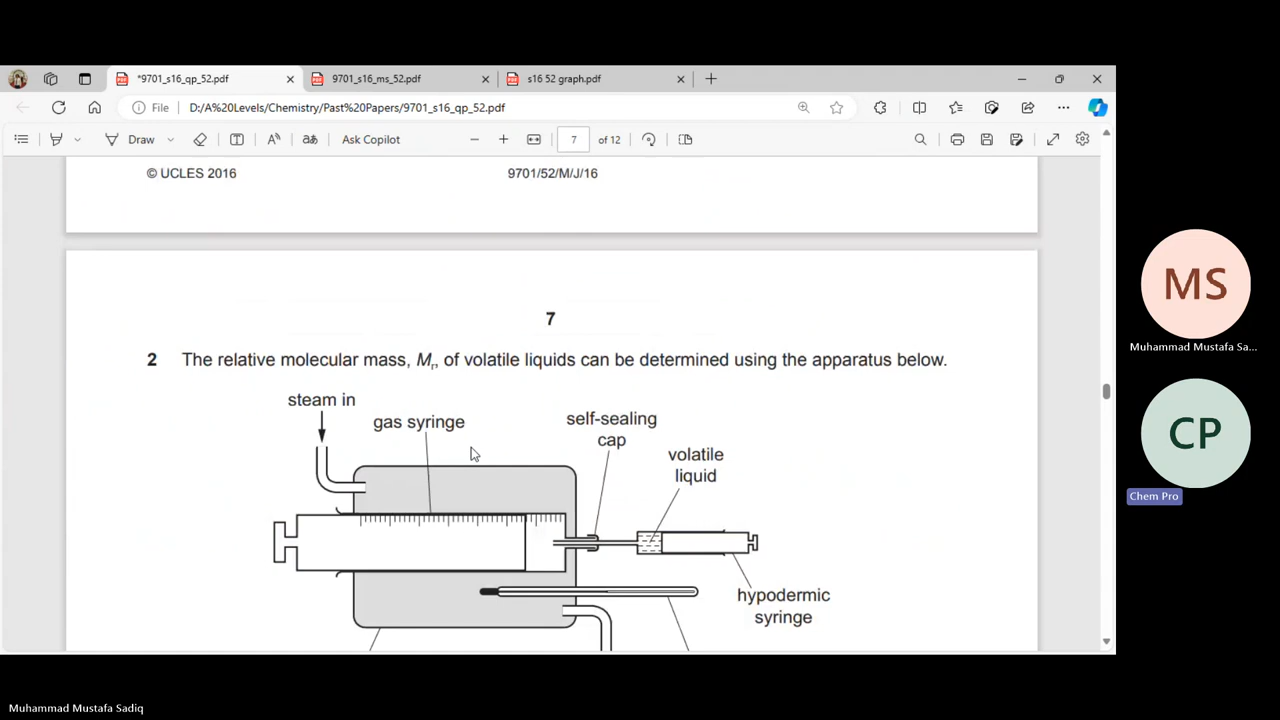 *9701_s16_qp_52.pdf
9701_s16_ms_52.pdf
s16 52 graph.pdf
File
D:/A%20Levels/Chemistry/Past%20Papers/9701_s16_qp_52.pdf
Draw
Ask Copilot
7
of 12
© UCLES 2016
9701/52/M/J/16
7
2 The relative molecular mass, Mr, of volatile liquids can be determined using the apparatus below.
steam in
gas syringe
self-sealing
cap
volatile
liquid
hypodermic
syringe
MS
Muhammad Mustafa Sa...
CP
Chem Pro
Muhammad Mustafa Sadiq